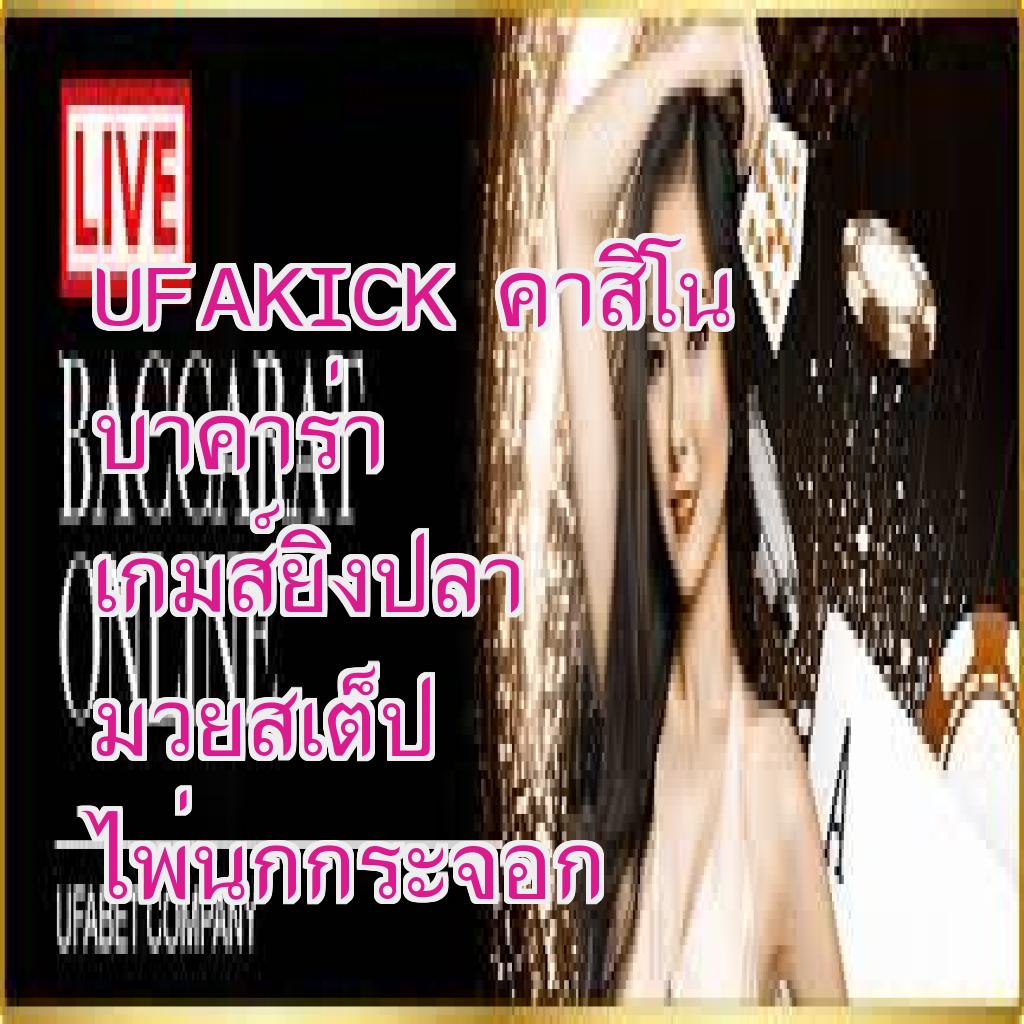 LIVE
UFAKICK คาสิโน
BACCARAT
บาคาร่า
เกมส์ยิงปลา
ONLINE
มวยสเต็ป
ไพ่นกกระจอก
UFABET COMPANY
A